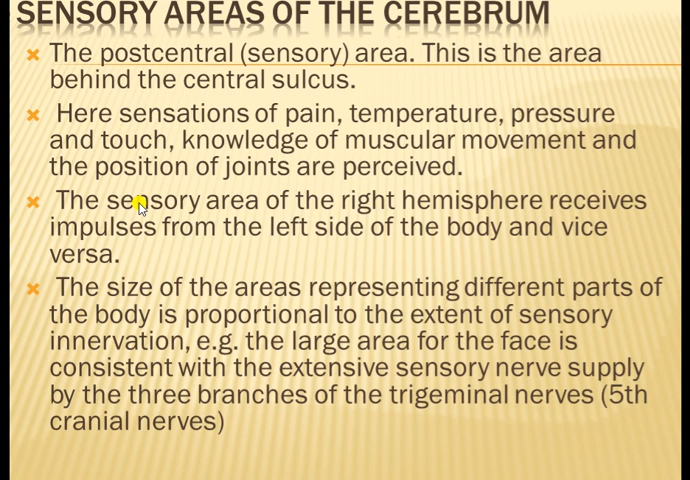 SENSORY AREAS OF THE CEREBRUM
The postcentral (sensory) area. This is the area
behind the central sulcus.
Here sensations of pain, temperature, pressure
and touch, knowledge of muscular movement and
the position of joints are perceived.
The sensory area of the right hemisphere receives
impulses from the left side of the body and vice
versa.
The size of the areas representing different parts of
the body is proportional to the extent of sensory
innervation, e.g. the large area for the face is
consistent with the extensive sensory nerve supply
by the three branches of the trigeminal nerves (5th
cranial nerves)